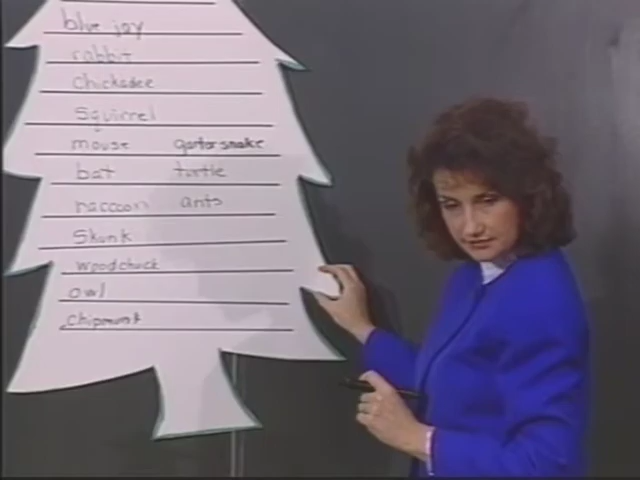 blue jay
rabbit
chickadee
squirrel
mouse garter snake
bat turtle
raccoon ants
skunk
woodchuck
owl
chipmunk